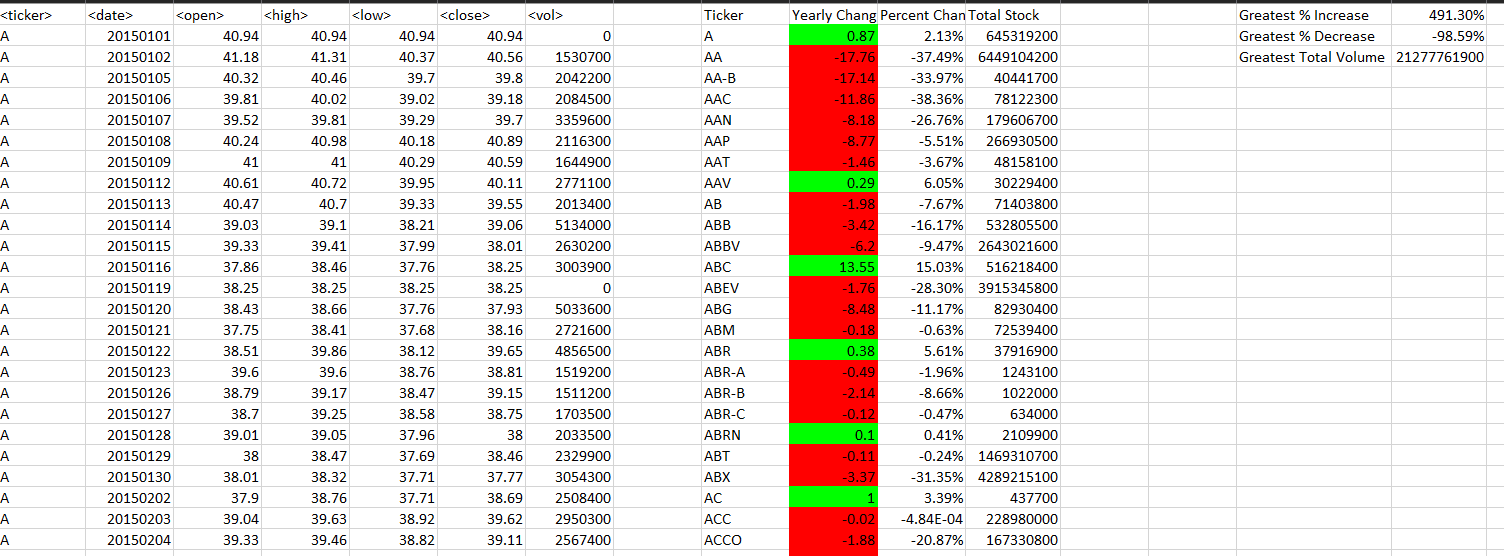 <ticker> <date> <open> <high> <low> <close> <vol> Ticker Yearly Chang Percent Chan Total Stock Greatest % Increase 491.30%
A 20150101 40.94 40.94 40.94 40.94 0 A 0.87 2.13% 645319200 Greatest % Decrease -98.59%
A 20150102 41.18 41.31 40.37 40.56 1530700 AA -17.76 -37.49% 6449104200 Greatest Total Volume 21277761900
A 20150105 40.32 40.46 39.7 39.8 2042200 AA-B -17.14 -33.97% 40441700
A 20150106 39.81 40.02 39.02 39.18 2084500 AAC -11.86 -38.36% 78122300
A 20150107 39.52 39.81 39.29 39.7 3359600 AAN -8.18 -26.76% 179606700
A 20150108 40.24 40.98 40.18 40.89 2116300 AAP -8.77 -5.51% 266930500
A 20150109 41 41 40.29 40.59 1644900 AAT -1.46 -3.67% 48158100
A 20150112 40.61 40.72 39.95 40.11 2771100 AAV 0.29 6.05% 30229400
A 20150113 40.47 40.7 39.33 39.55 2013400 AB -1.98 -7.67% 71403800
A 20150114 39.03 39.1 38.21 39.06 5134000 ABB -3.42 -16.17% 532805500
A 20150115 39.33 39.41 37.99 38.01 2630200 ABBV -6.2 -9.47% 2643021600
A 20150116 37.86 38.46 37.76 38.25 3003900 ABC 13.55 15.03% 516218400
A 20150119 38.25 38.25 38.25 38.25 0 ABEV -1.76 -28.30% 3915345800
A 20150120 38.43 38.66 37.76 37.93 5033600 ABG -8.48 -11.17% 82930400
A 20150121 37.75 38.41 37.68 38.16 2721600 ABM -0.18 -0.63% 72539400
A 20150122 38.51 39.86 38.12 39.65 4856500 ABR 0.38 5.61% 37916900
A 20150123 39.6 39.6 38.76 38.81 1519200 ABR-A -0.49 -1.96% 1243100
A 20150126 38.79 39.17 38.47 39.15 1511200 ABR-B -2.14 -8.66% 1022000
A 20150127 38.7 39.25 38.58 38.75 1703500 ABR-C -0.12 -0.47% 634000
A 20150128 39.01 39.05 37.96 38 2033500 ABRN 0.1 0.41% 2109900
A 20150129 38 38.47 37.69 38.46 2329900 ABT -0.11 -0.24% 1469310700
A 20150130 38.01 38.32 37.71 37.77 3054300 ABX -3.37 -31.35% 4289215100
A 20150202 37.9 38.76 37.71 38.69 2508400 AC 1 3.39% 437700
A 20150203 39.04 39.63 38.92 39.62 2950300 ACC -0.02 -4.84E-04 228980000
A 20150204 39.33 39.46 38.82 39.11 2567400 ACCO -1.88 -20.87% 167330800